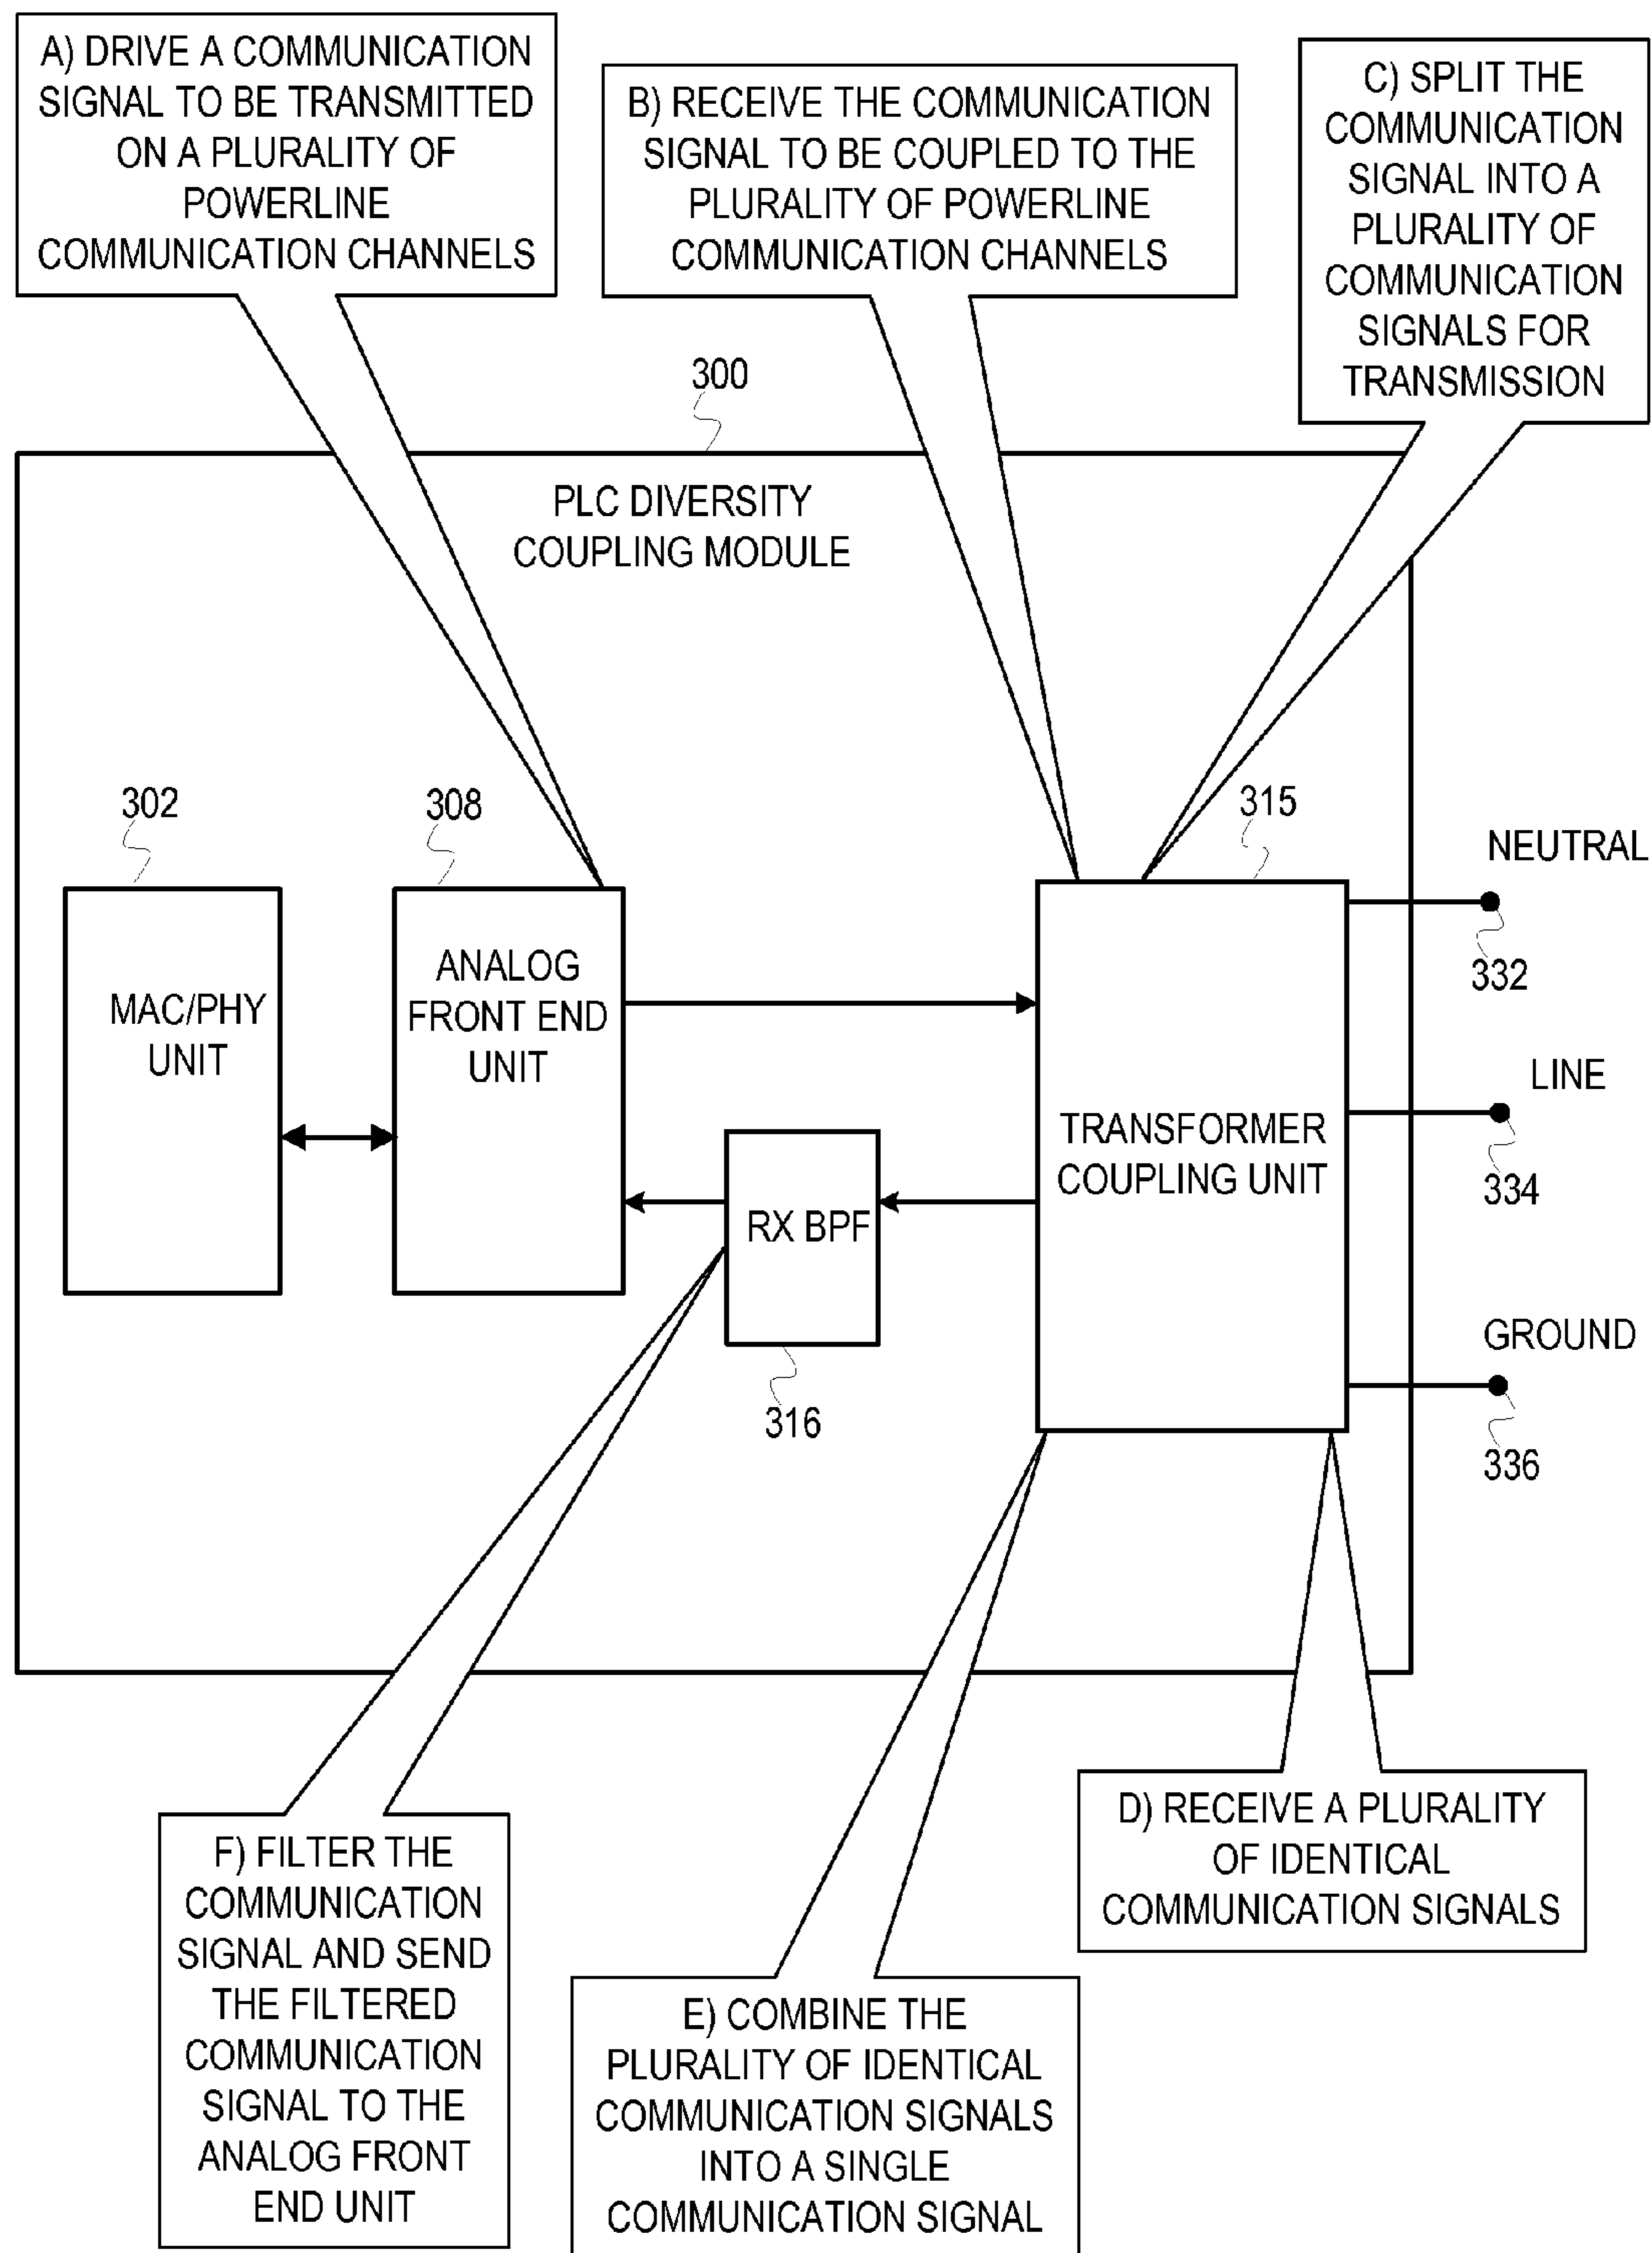 A) DRIVE A COMMUNICATION
SIGNAL TO BE TRANSMITTED
ON A PLURALITY OF
POWERLINE
COMMUNICATION CHANNELS
B) RECEIVE THE COMMUNICATION
SIGNAL TO BE COUPLED TO THE
PLURALITY OF POWERLINE
COMMUNICATION CHANNELS
C) SPLIT THE
COMMUNICATION
SIGNAL INTO A
PLURALITY OF
COMMUNICATION
SIGNALS FOR
TRANSMISSION
300
PLC DIVERSITY
COUPLING MODULE
302
308
315
MAC/PHY
UNIT
ANALOG
FRONT END
UNIT
RX BPF
316
TRANSFORMER
COUPLING UNIT
NEUTRAL
332
LINE
334
GROUND
336
D) RECEIVE A PLURALITY
OF IDENTICAL
COMMUNICATION SIGNALS
F) FILTER THE
COMMUNICATION
SIGNAL AND SEND
THE FILTERED
COMMUNICATION
SIGNAL TO THE
ANALOG FRONT
END UNIT
E) COMBINE THE
PLURALITY OF IDENTICAL
COMMUNICATION SIGNALS
INTO A SINGLE
COMMUNICATION SIGNAL